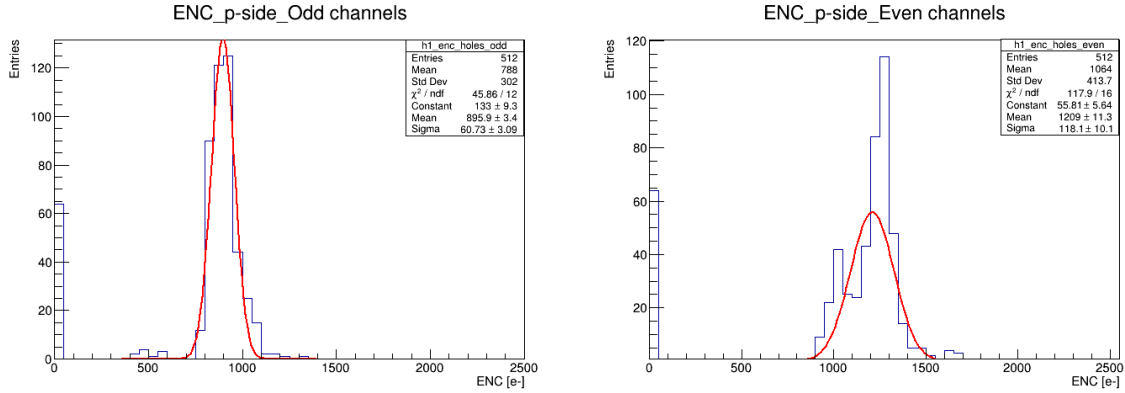 ENC_p-side_Odd channels
Entries
h1_enc_holes_odd
Entries 512
Mean 788
Std Dev 302
χ² / ndf 45.86 / 12
Constant 133 ± 9.3
Mean 895.9 ± 3.4
Sigma 60.73 ± 3.09
120
100
80
60
40
20
0
0 500 1000 1500 2000 2500
ENC [e-]
ENC_p-side_Even channels
Entries
h1_enc_holes_even
Entries 512
Mean 1064
Std Dev 413.7
χ² / ndf 117.9 / 16
Constant 55.81 ± 5.64
Mean 1209 ± 11.3
Sigma 118.1 ± 10.1
120
100
80
60
40
20
0
0 500 1000 1500 2000 2500
ENC [e-]